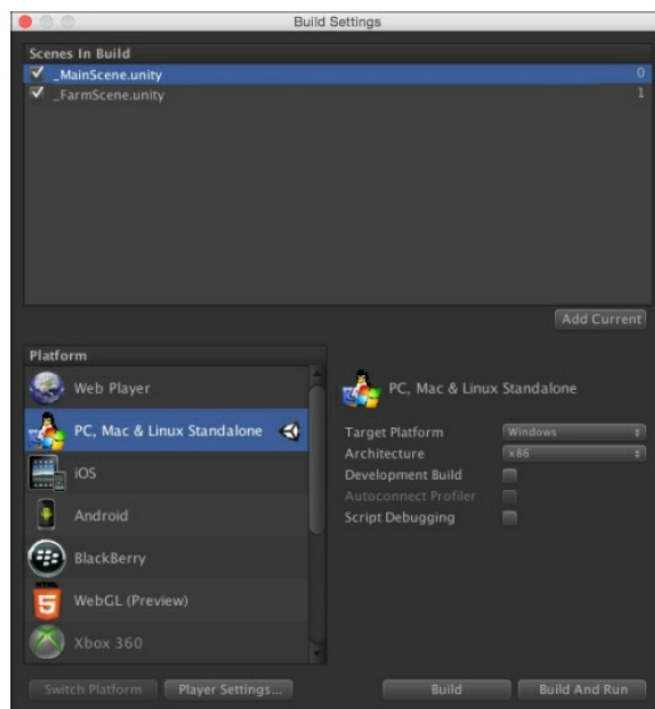 Build Settings
Scenes In Build
_MainScene.unity 0
_FarmScene.unity 1
Add Current
Platform
Web Player
PC, Mac & Linux Standalone
iOS
Android
BlackBerry
HTML
WebGL (Preview)
Xbox 360
PC, Mac & Linux Standalone
Target Platform Windows
Architecture x86
Development Build
Autoconnect Profiler
Script Debugging
Switch Platform Player Settings... Build Build And Run